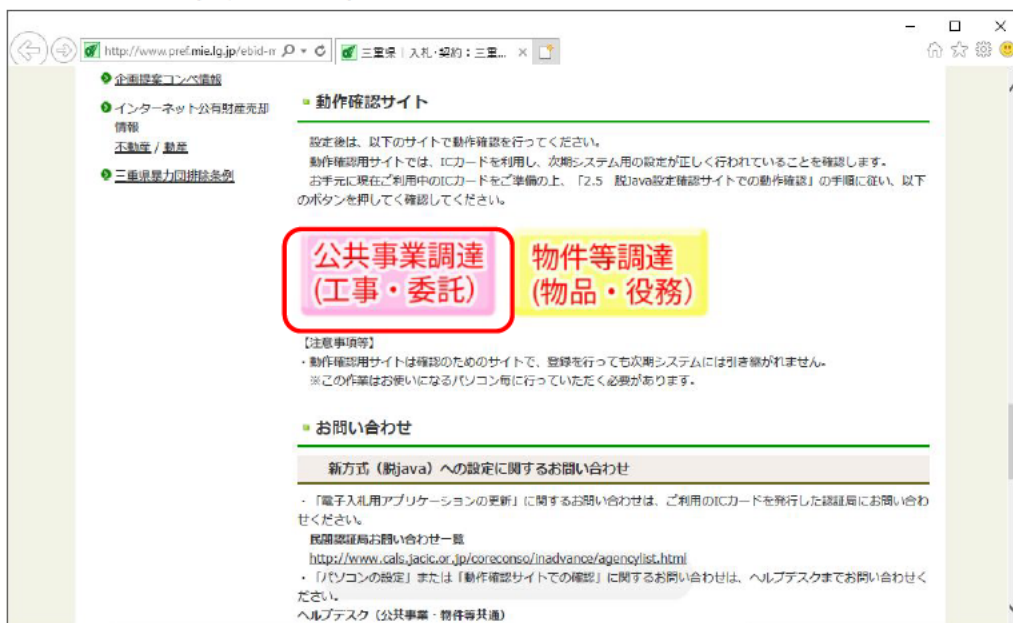 http://www.pref.mie.lg.jp/ebid-m
三重県｜入札・契約：三重...
企画提案コンペ情報
インターネット公有財産売却
情報
不動産 / 動産
三重県暴力団排除条例
動作確認サイト
設定後は、以下のサイトで動作確認を行ってください。
動作確認用サイトでは、ICカードを利用し、次期システム用の設定が正しく行われていることを確認します。
お手元に現在ご利用中のICカードをご準備の上、「2.5 脱Java設定確認サイトでの動作確認」の手順に従い、以下
のボタンを押してく確認してください。
公共事業調達
(工事・委託)
物件等調達
(物品・役務)
【注意事項等】
・動作確認用サイトは確認のためのサイトで、登録を行っても次期システムには引き継がれません。
※この作業はお使いになるパソコン毎に行っていただく必要があります。
お問い合わせ
新方式（脱java）への設定に関するお問い合わせ
・「電子入札用アプリケーションの更新」に関するお問い合わせは、ご利用のICカードを発行した認証局にお問い合わ
せください。
民間認証局お問い合わせ一覧
http://www.cals.jacic.or.jp/coreconso/inadvance/agencylist.html
・「パソコンの設定」または「動作確認サイトでの確認」に関するお問い合わせは、ヘルプデスクまでお問い合わせく
ださい。
ヘルプデスク（公共事業・物件等共通）